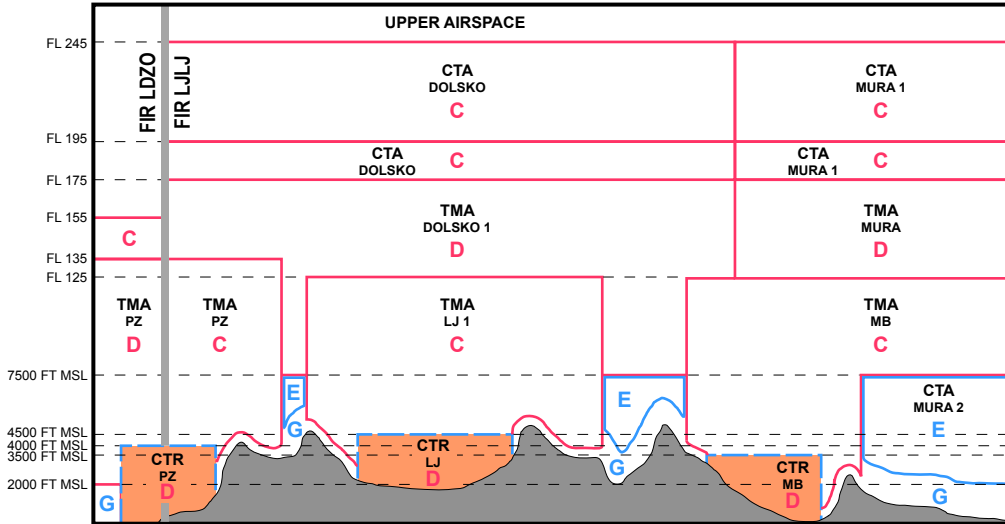 UPPER AIRSPACE
FL 245
FIR LDZO
FIR LJLJ
CTA
DOLSKO
C
CTA
MURA 1
C
FL 195
CTA
DOLSKO
C
CTA
MURA 1
C
FL 175
TMA
DOLSKO 1
D
TMA
MURA
D
FL 155
C
FL 135
FL 125
TMA
PZ
D
TMA
PZ
C
TMA
LJ 1
C
TMA
MB
C
7500 FT MSL
E
G
E
G
CTA
MURA 2
E
G
4500 FT MSL
4000 FT MSL
3500 FT MSL
CTR
PZ
D
CTR
LJ
D
CTR
MB
D
2000 FT MSL
G